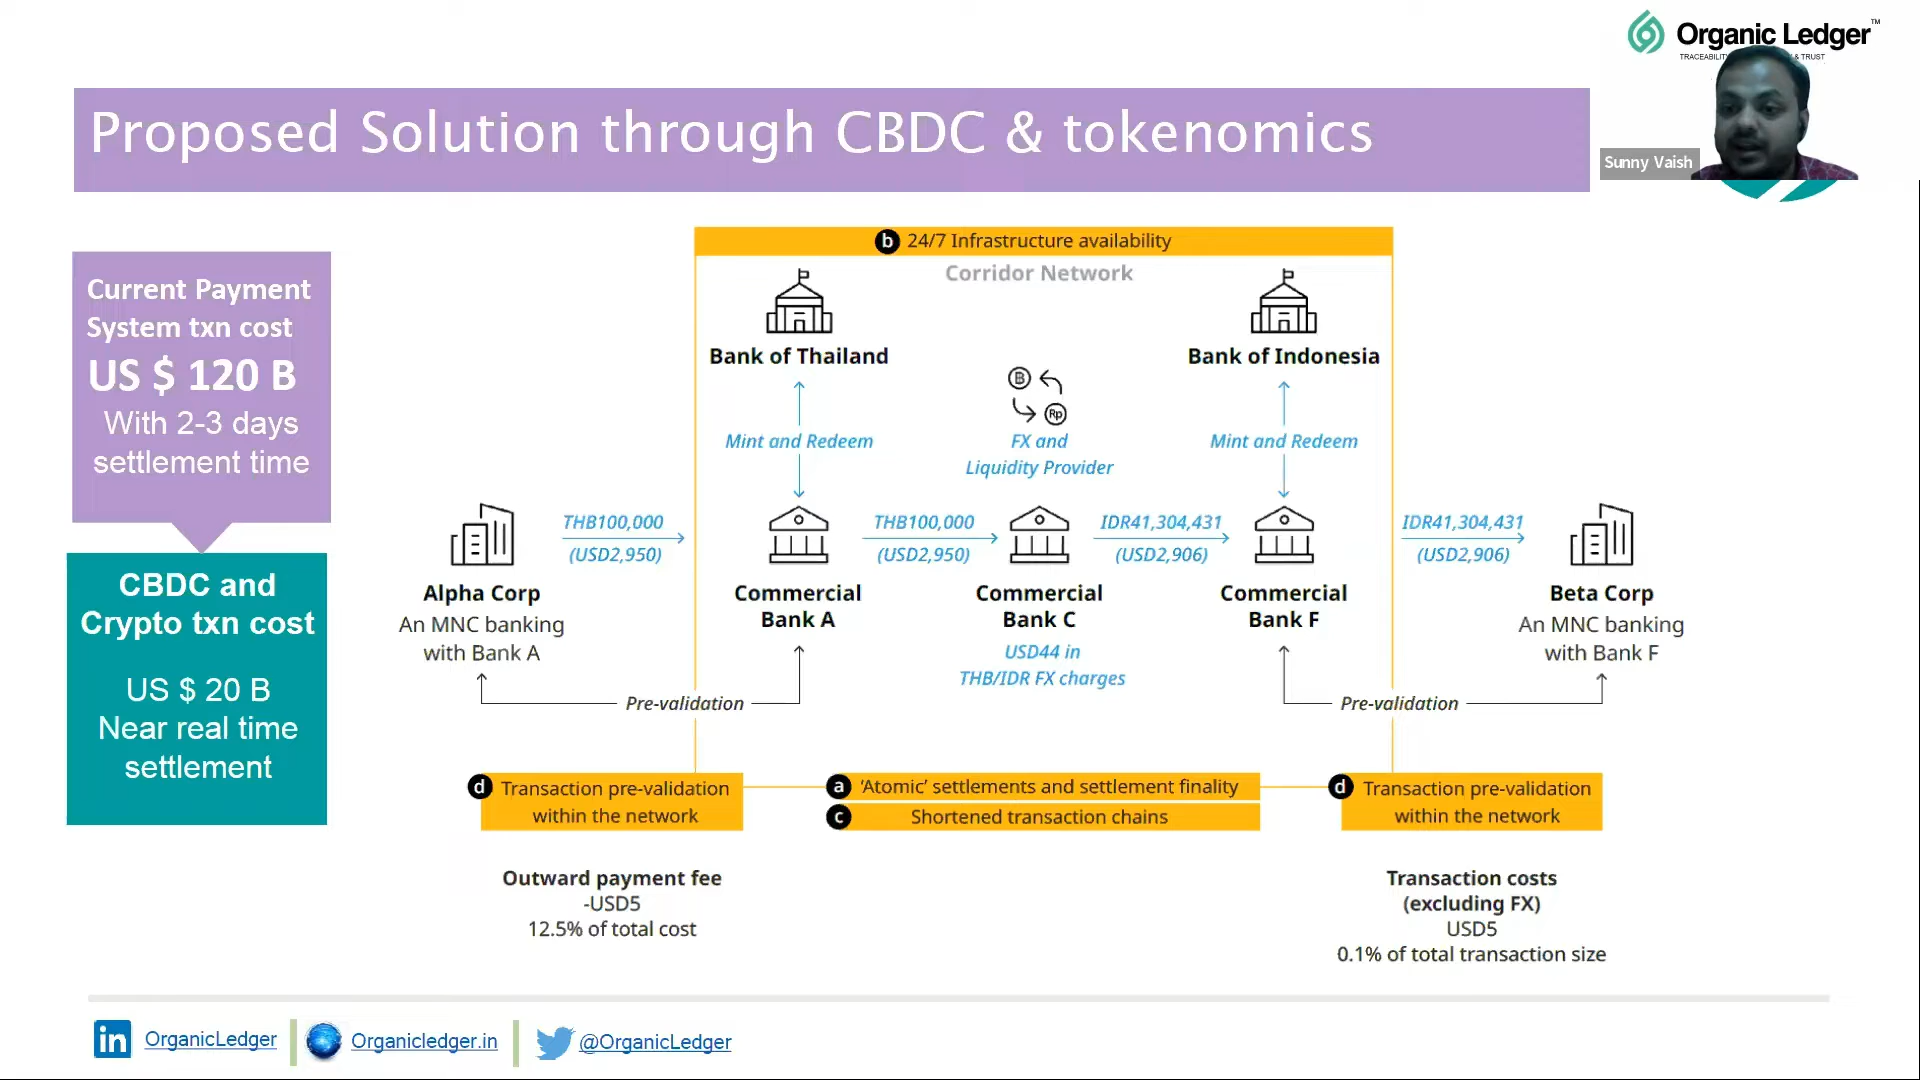 Organic Ledger™
TRACEABILIT & TRUST
Proposed Solution through CBDC & tokenomics
Sunny Vaish
Current Payment
System txn cost
US $ 120 B
With 2-3 days
settlement time
CBDC and
Crypto txn cost
US $ 20 B
Near real time
settlement
b 24/7 Infrastructure availability
Corridor Network
Bank of Thailand
Bank of Indonesia
Mint and Redeem
B
Rp
FX and
Liquidity Provider
Mint and Redeem
THB100,000
(USD2,950)
THB100,000
(USD2,950)
IDR41,304,431
(USD2,906)
IDR41,304,431
(USD2,906)
Alpha Corp
An MNC banking
with Bank A
Commercial
Bank A
Commercial
Bank C
USD44 in
THB/IDR FX charges
Commercial
Bank F
Beta Corp
An MNC banking
with Bank F
Pre-validation
Pre-validation
d Transaction pre-validation
within the network
a ‘Atomic’ settlements and settlement finality
c Shortened transaction chains
d Transaction pre-validation
within the network
Outward payment fee
-USD5
12.5% of total cost
Transaction costs
(excluding FX)
USD5
0.1% of total transaction size
in OrganicLedger
Organicledger.in
@OrganicLedger